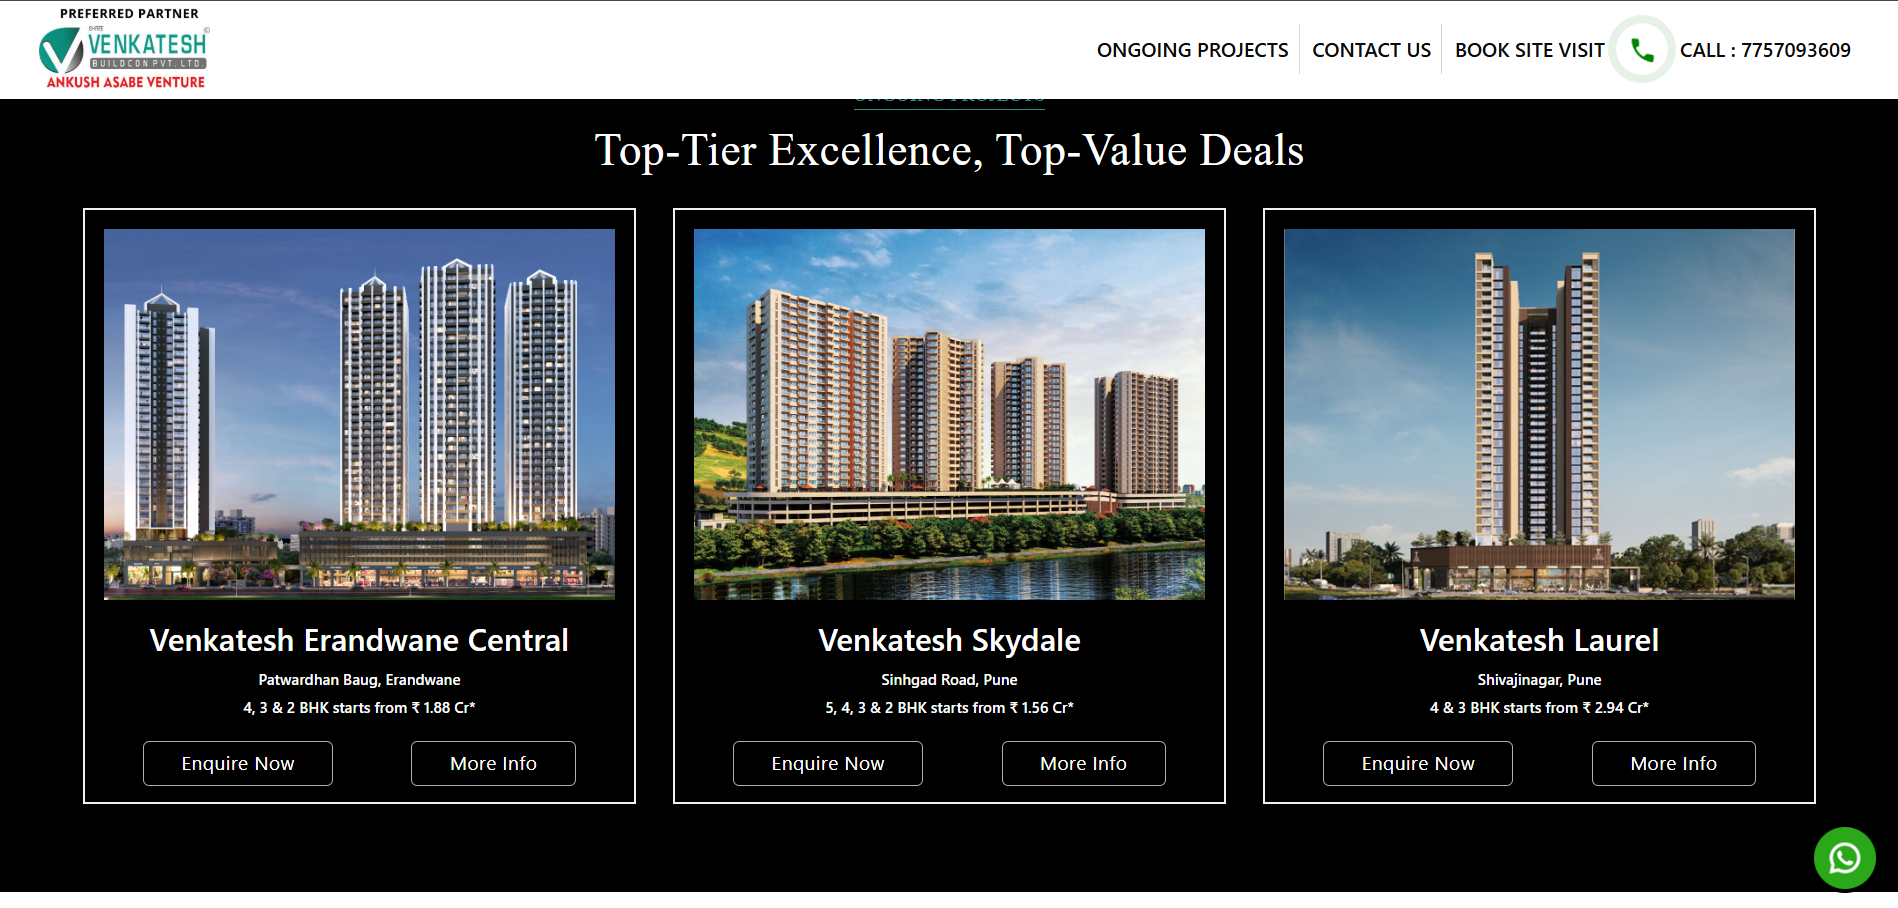 PREFERRED PARTNER
SHREE
VENKATESH ©
BUILDCON PVT. LTD.
ANKUSH ASABE VENTURE
ONGOING PROJECTS
CONTACT US
BOOK SITE VISIT
CALL : 7757093609
ONGOING PROJECTS
Top-Tier Excellence, Top-Value Deals
Venkatesh Erandwane Central
Patwardhan Baug, Erandwane
4, 3 & 2 BHK starts from ₹ 1.88 Cr*
Enquire Now
More Info
Venkatesh Skydale
Sinhgad Road, Pune
5, 4, 3 & 2 BHK starts from ₹ 1.56 Cr*
Enquire Now
More Info
Venkatesh Laurel
Shivajinagar, Pune
4 & 3 BHK starts from ₹ 2.94 Cr*
Enquire Now
More Info